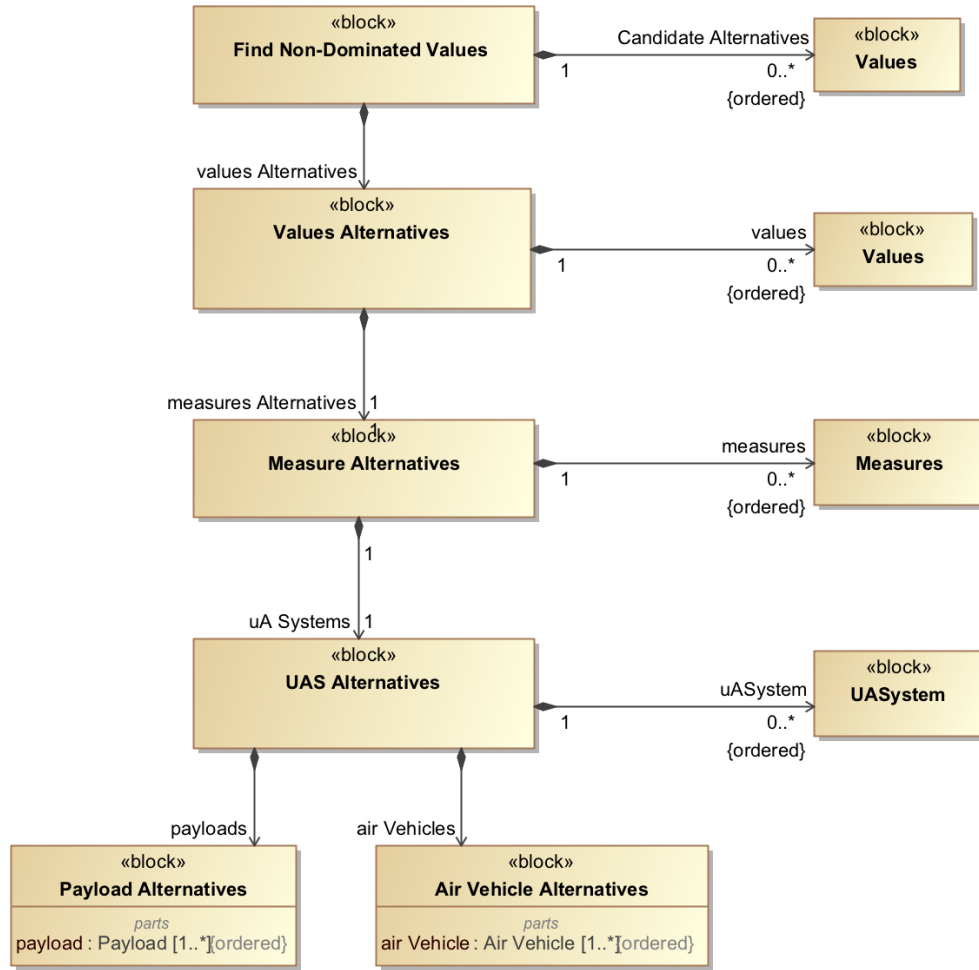 «block»
Find Non-Dominated Values
Candidate Alternatives
1
0..*
{ordered}
«block»
Values
values Alternatives
«block»
Values Alternatives
values
1
0..*
{ordered}
«block»
Values
measures Alternatives
1
1
«block»
Measure Alternatives
measures
1
0..*
{ordered}
«block»
Measures
1
uA Systems
1
«block»
UAS Alternatives
uASystem
1
0..*
{ordered}
«block»
UASystem
payloads
air Vehicles
«block»
Payload Alternatives
parts
payload : Payload [1..*]{ordered}
«block»
Air Vehicle Alternatives
parts
air Vehicle : Air Vehicle [1..*]{ordered}